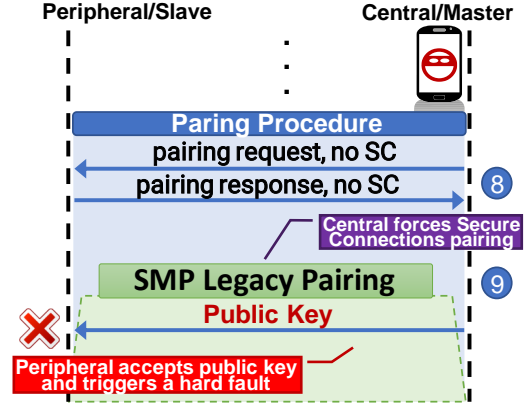 Peripheral/Slave
Central/Master
Paring Procedure
pairing request, no SC
pairing response, no SC
8
Central forces Secure
Connections pairing
SMP Legacy Pairing
9
Public Key
Peripheral accepts public key
and triggers a hard fault